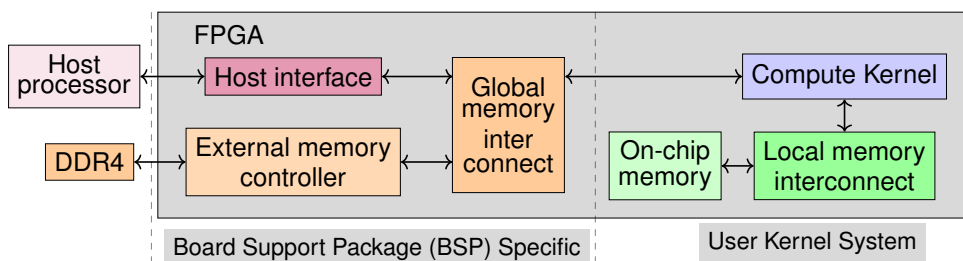 FPGA
Host
processor
Host interface
Global
memory
inter
connect
Compute Kernel
DDR4
External memory
controller
On-chip
memory
Local memory
interconnect
Board Support Package (BSP) Specific
User Kernel System